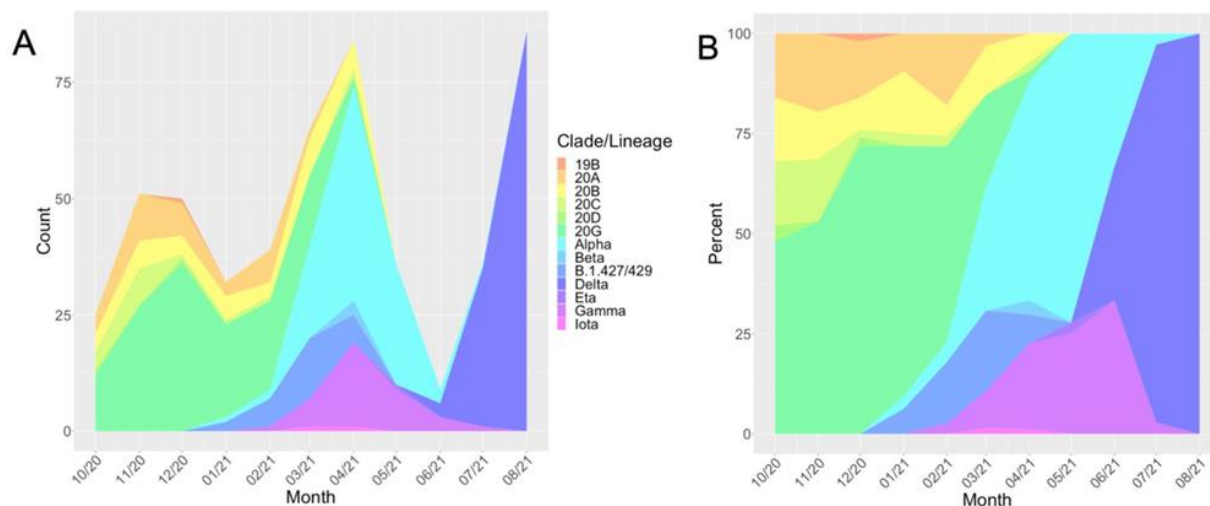 A
Count
75
50
25
0
10/20
11/20
12/20
01/21
02/21
03/21
04/21
05/21
06/21
07/21
08/21
Month
Clade/Lineage
19B
20A
20B
20C
20D
20G
Alpha
Beta
B.1.427/429
Delta
Eta
Gamma
Iota
B
Percent
100
75
50
25
0
10/20
11/20
12/20
01/21
02/21
03/21
04/21
05/21
06/21
07/21
08/21
Month